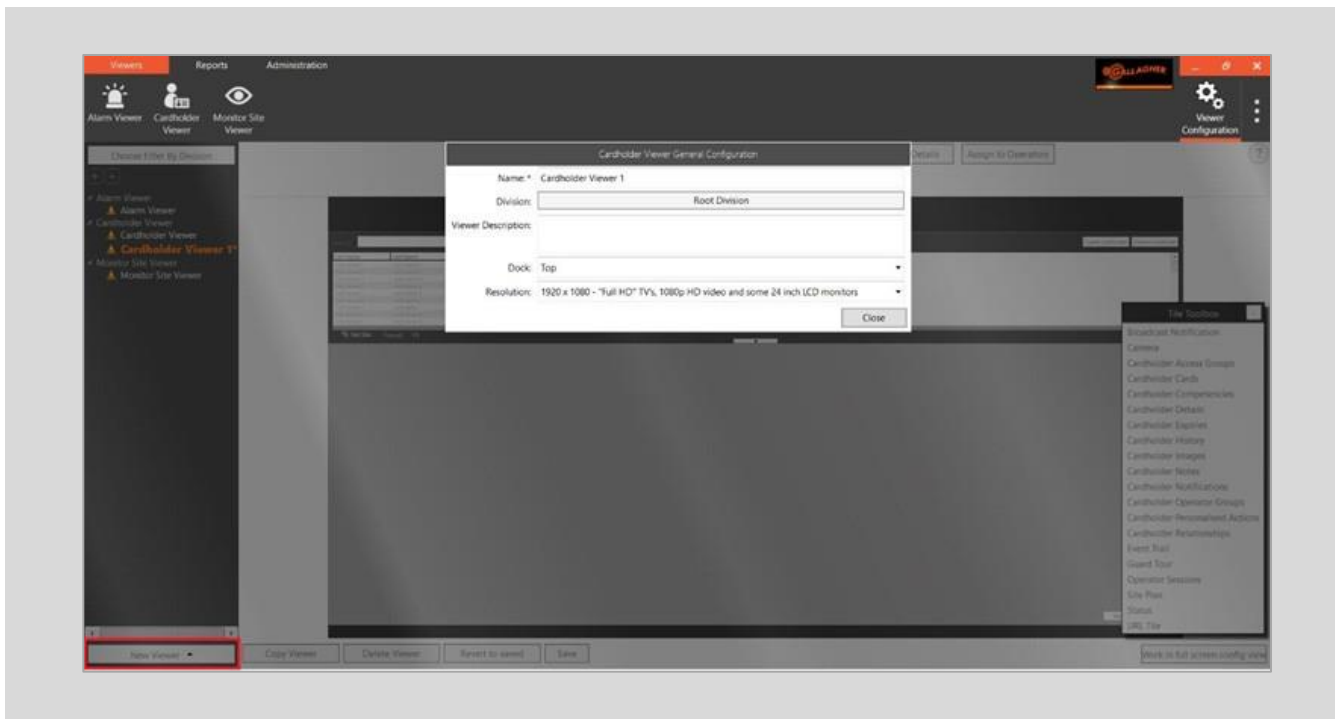 Viewers Reports Administration
GALLAGHER
Alarm Viewer
Cardholder
Viewer
Monitor Site
Viewer
Viewer
Configuration
Choose Filter By Division
Cardholder Viewer General Configuration
Details
Assign to Operators
?
Alarm Viewer
Alarm Viewer
Cardholder Viewer
Cardholder Viewer
Cardholder Viewer 1*
Monitor Site Viewer
Monitor Site Viewer
Name:* Cardholder Viewer 1
Division: Root Division
Viewer Description:
Dock: Top
Resolution: 1920 x 1080 - "Full HD" TV's, 1080p HD video and some 24 inch LCD monitors
Close
Tile Toolbox
Broadcast Notification
Camera
Cardholder Access Groups
Cardholder Cards
Cardholder Competencies
Cardholder Details
Cardholder Expiries
Cardholder History
Cardholder Images
Cardholder Notes
Cardholder Notifications
Cardholder Operator Groups
Cardholder Personalised Actions
Cardholder Relationships
Event Trail
Guard Tour
Operator Sessions
Site Plan
Status
URL Tile
New Viewer
Copy Viewer
Delete Viewer
Revert to saved
Save
Work in full screen config view